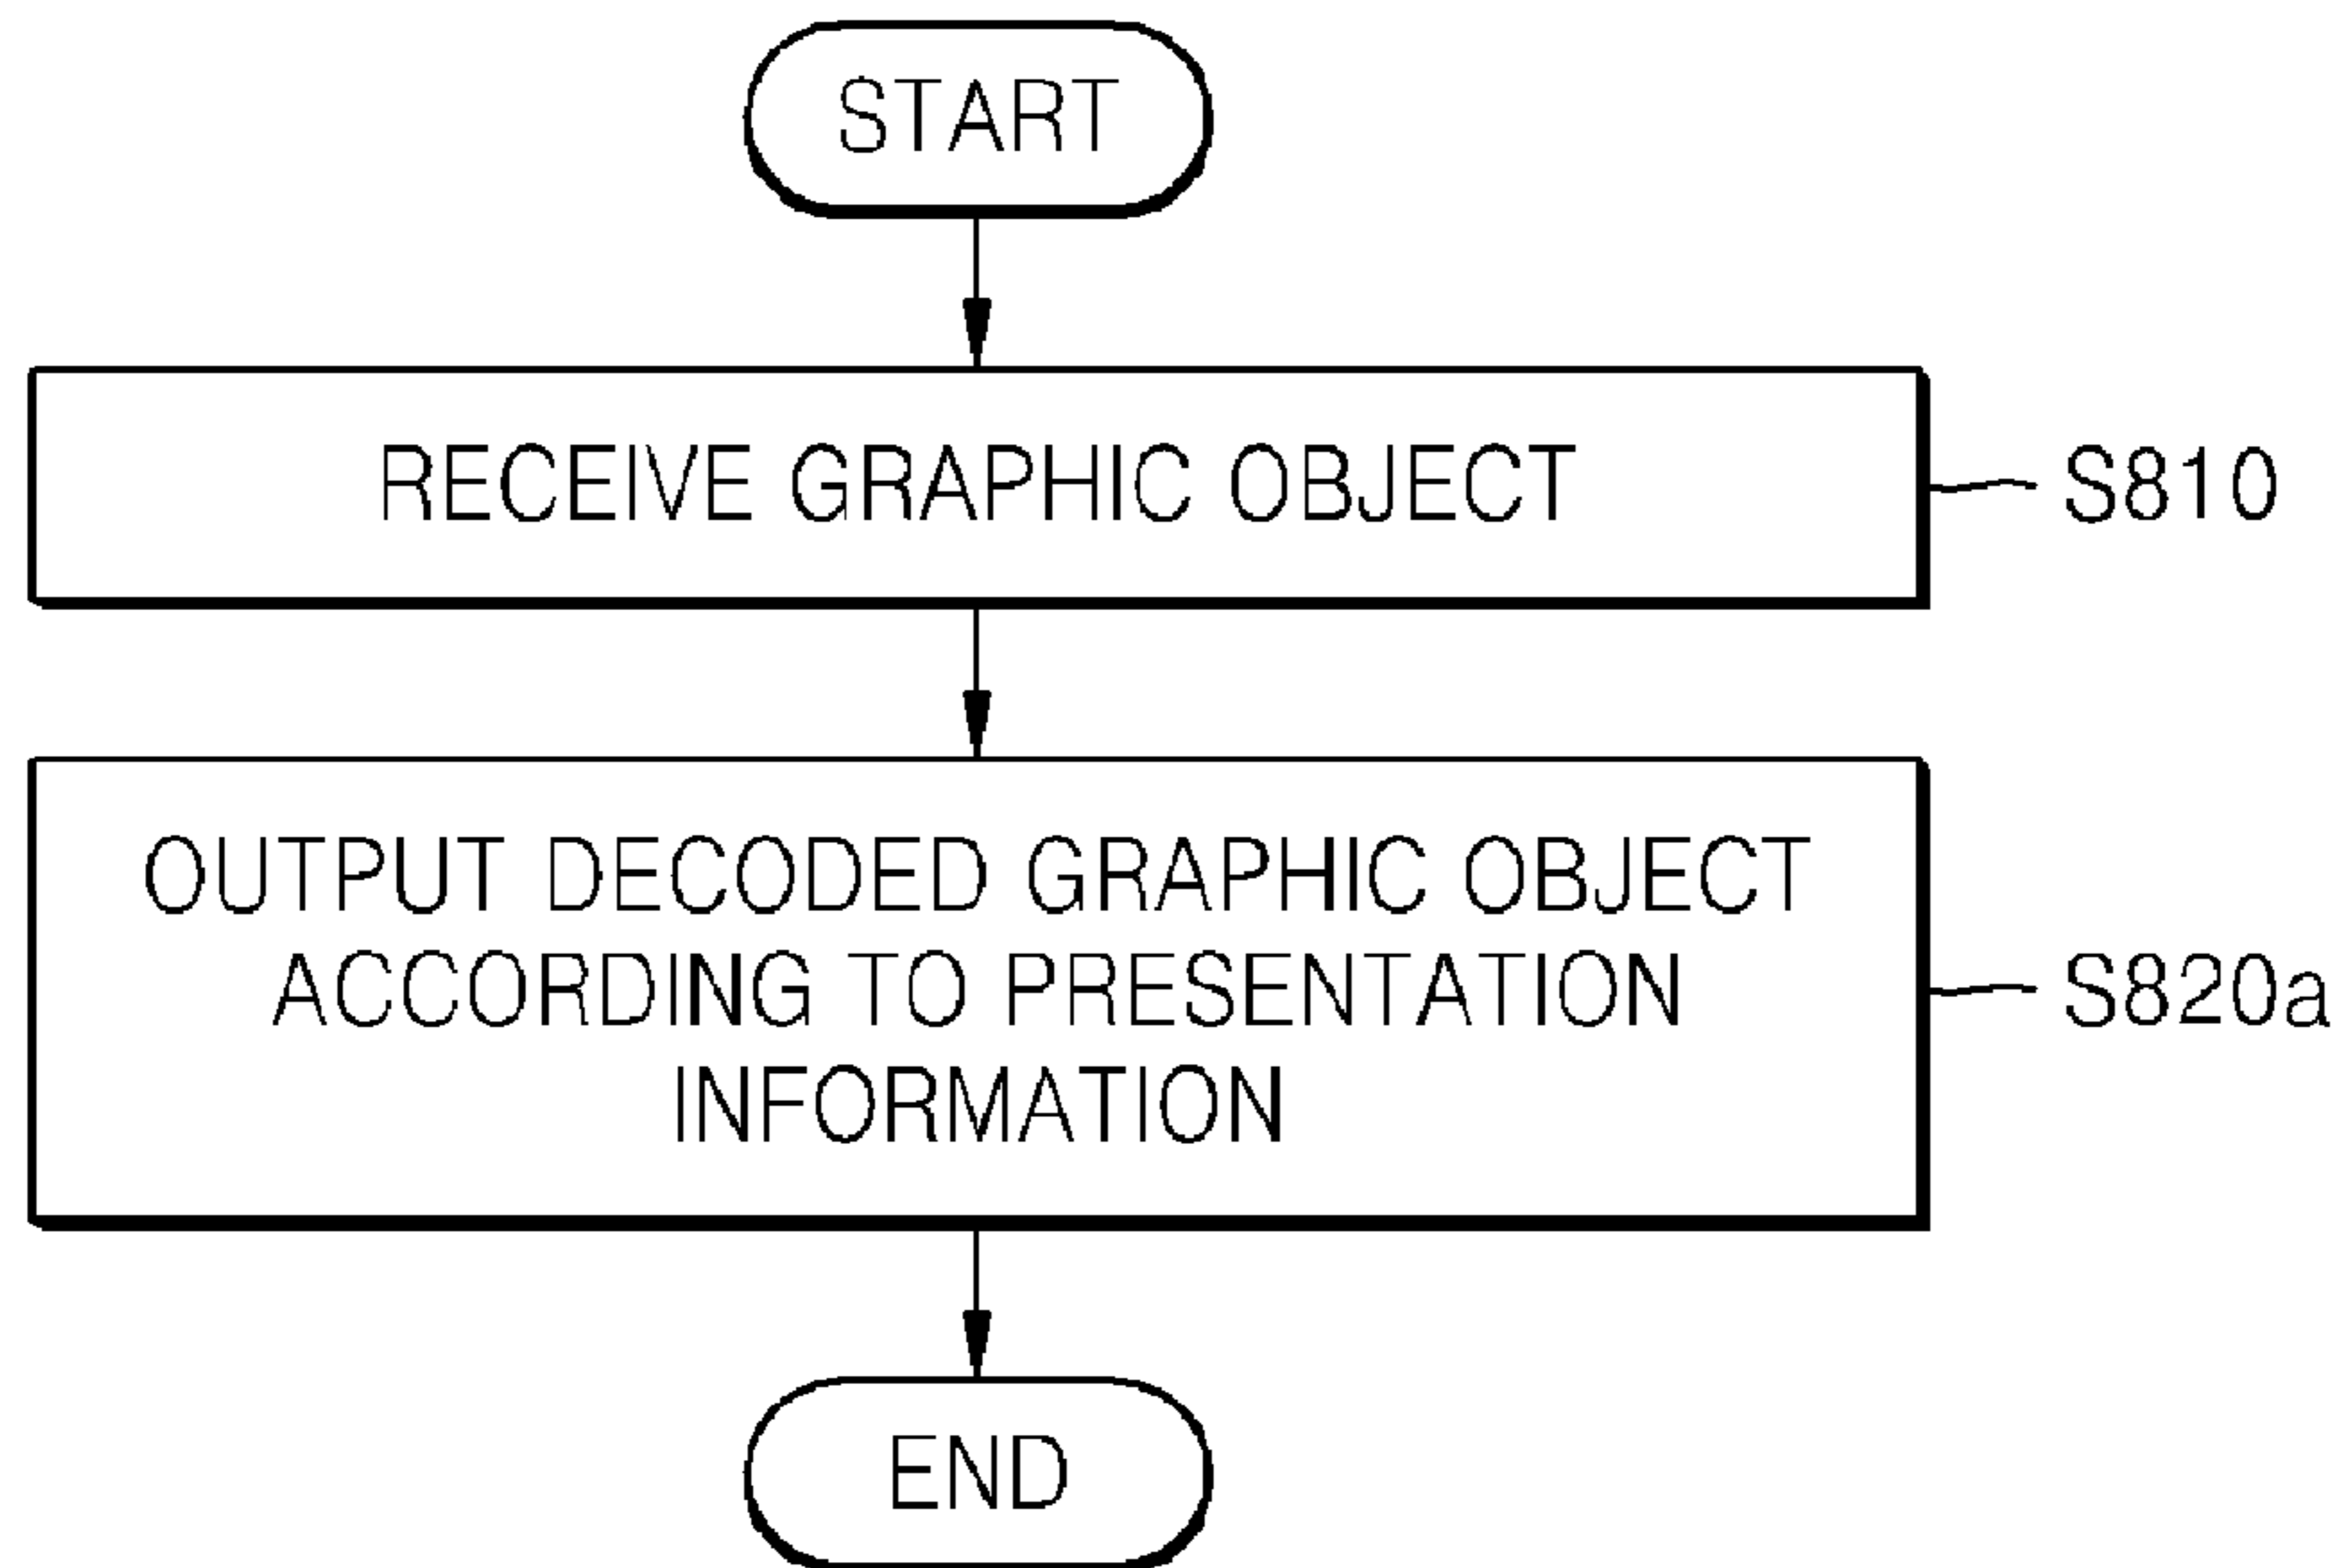 START
RECEIVE GRAPHIC OBJECT
S810
OUTPUT DECODED GRAPHIC OBJECT
ACCORDING TO PRESENTATION
S820a
INFORMATION
END